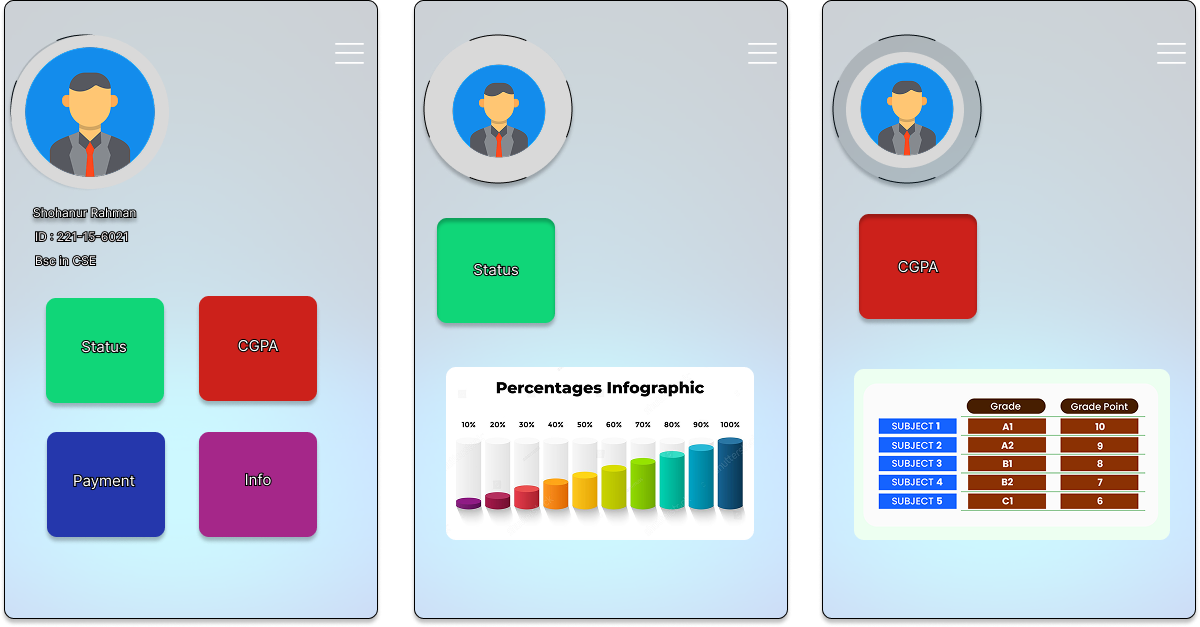 Shohanur Rahman
ID : 221-15-6021
Bsc in CSE
Status CGPA
Payment Info
Status
Percentages Infographic
10% 20% 30% 40% 50% 60% 70% 80% 90% 100%
CGPA
Grade Grade Point
SUBJECT 1 A1 10
SUBJECT 2 A2 9
SUBJECT 3 B1 8
SUBJECT 4 B2 7
SUBJECT 5 C1 6